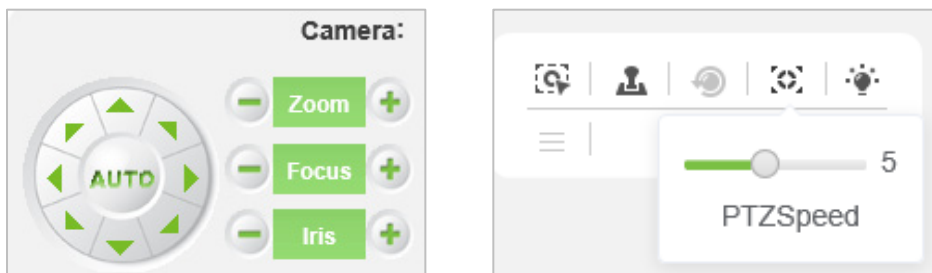 Camera:
Zoom
AUTO
Focus
Iris
5
PTZSpeed